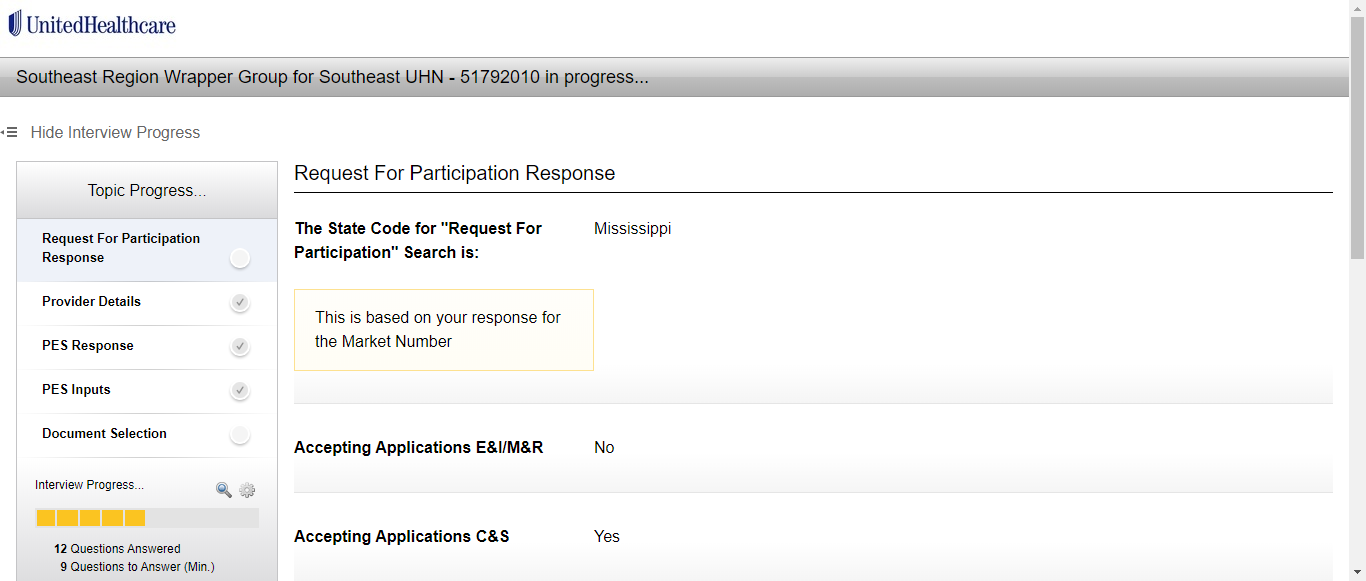 UnitedHealthcare
Southeast Region Wrapper Group for Southeast UHN - 51792010 in progress...
Hide Interview Progress
Topic Progress...
Request For Participation
Response
Provider Details
PES Response
PES Inputs
Document Selection
Interview Progress...
12 Questions Answered
9 Questions to Answer (Min.)
Request For Participation Response
The State Code for "Request For
Participation" Search is:
Mississippi
This is based on your response for
the Market Number
Accepting Applications E&I/M&R
No
Accepting Applications C&S
Yes